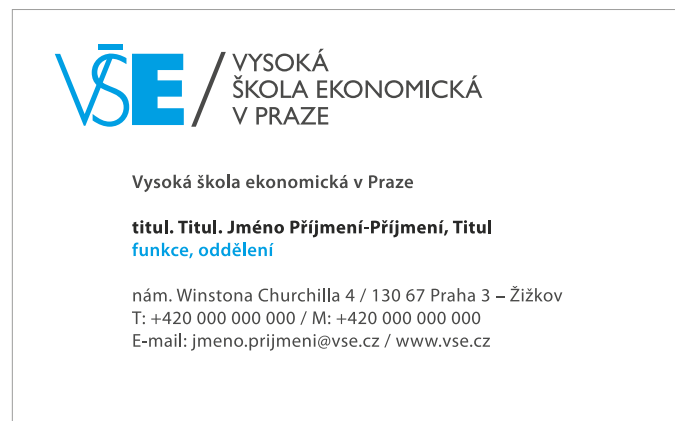 VŠE / VYSOKÁ
ŠKOLA EKONOMICKÁ
V PRAZE
Vysoká škola ekonomická v Praze
titul. Titul. Jméno Příjmení-Příjmení, Titul
funkce, oddělení
nám. Winstona Churchilla 4 / 130 67 Praha 3 – Žižkov
T: +420 000 000 000 / M: +420 000 000 000
E-mail: jmeno.prijmeni@vse.cz / www.vse.cz